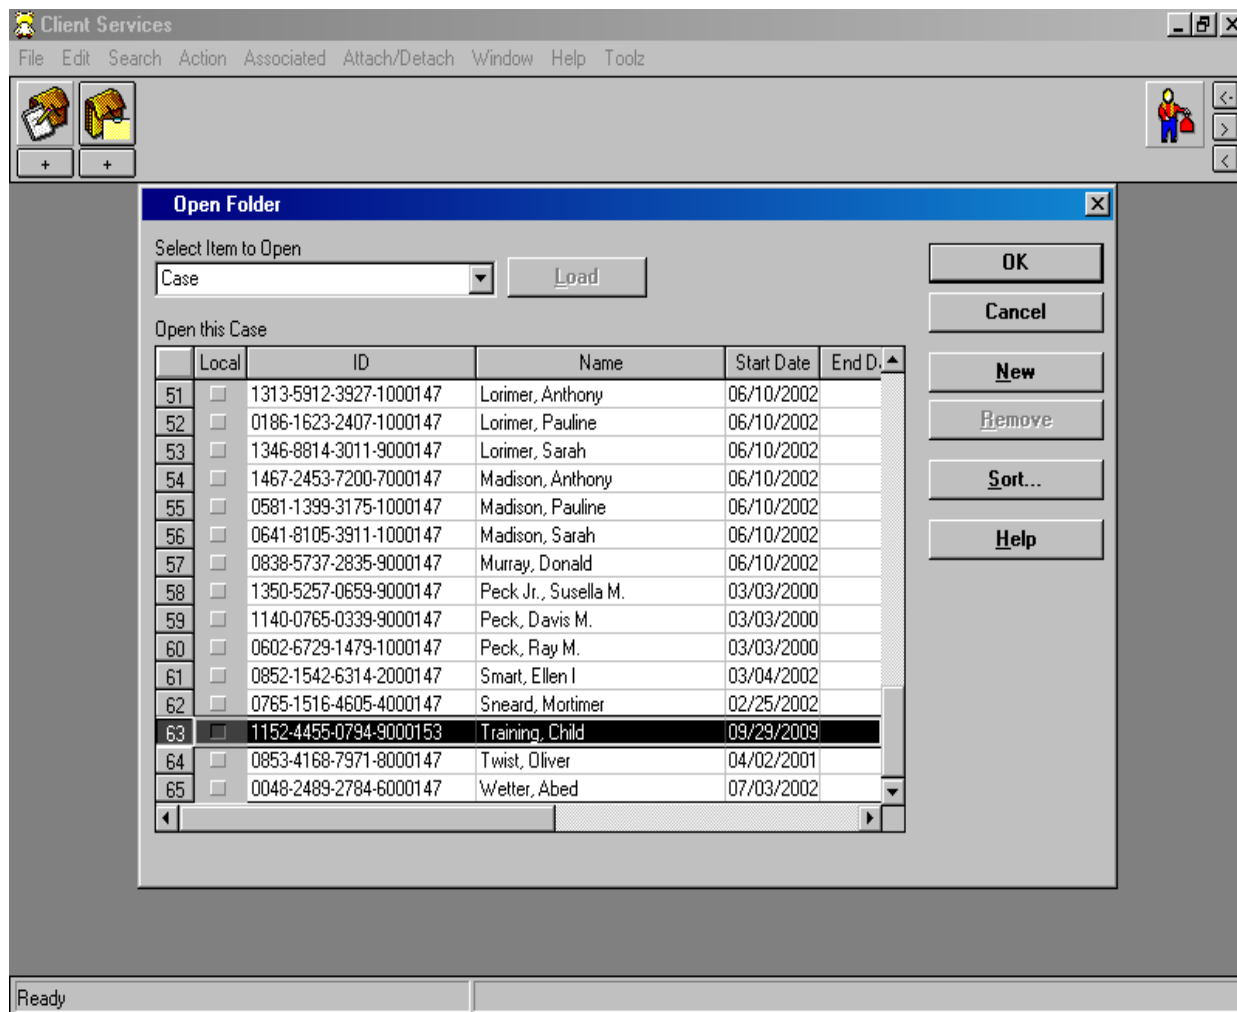 Client Services
File Edit Search Action Associated Attach/Detach Window Help Toolz
+ +
Open Folder
Select Item to Open
Case
Load
OK
Cancel
New
Remove
Sort...
Help
Open this Case
Local ID Name Start Date End D.
51 1313-5912-3927-1000147 Lorimer, Anthony 06/10/2002
52 0186-1623-2407-1000147 Lorimer, Pauline 06/10/2002
53 1346-8814-3011-9000147 Lorimer, Sarah 06/10/2002
54 1467-2453-7200-7000147 Madison, Anthony 06/10/2002
55 0581-1399-3175-1000147 Madison, Pauline 06/10/2002
56 0641-8105-3911-1000147 Madison, Sarah 06/10/2002
57 0838-5737-2835-9000147 Murray, Donald 06/10/2002
58 1350-5257-0659-9000147 Peck Jr., Susella M. 03/03/2000
59 1140-0765-0339-9000147 Peck, Davis M. 03/03/2000
60 0602-6729-1479-1000147 Peck, Ray M. 03/03/2000
61 0852-1542-6314-2000147 Smart, Ellen I 03/04/2002
62 0765-1516-4605-4000147 Sneard, Mortimer 02/25/2002
63 1152-4455-0794-9000153 Training, Child 09/29/2009
64 0853-4168-7971-8000147 Twist, Oliver 04/02/2001
65 0048-2489-2784-6000147 Wetter, Abed 07/03/2002
Ready